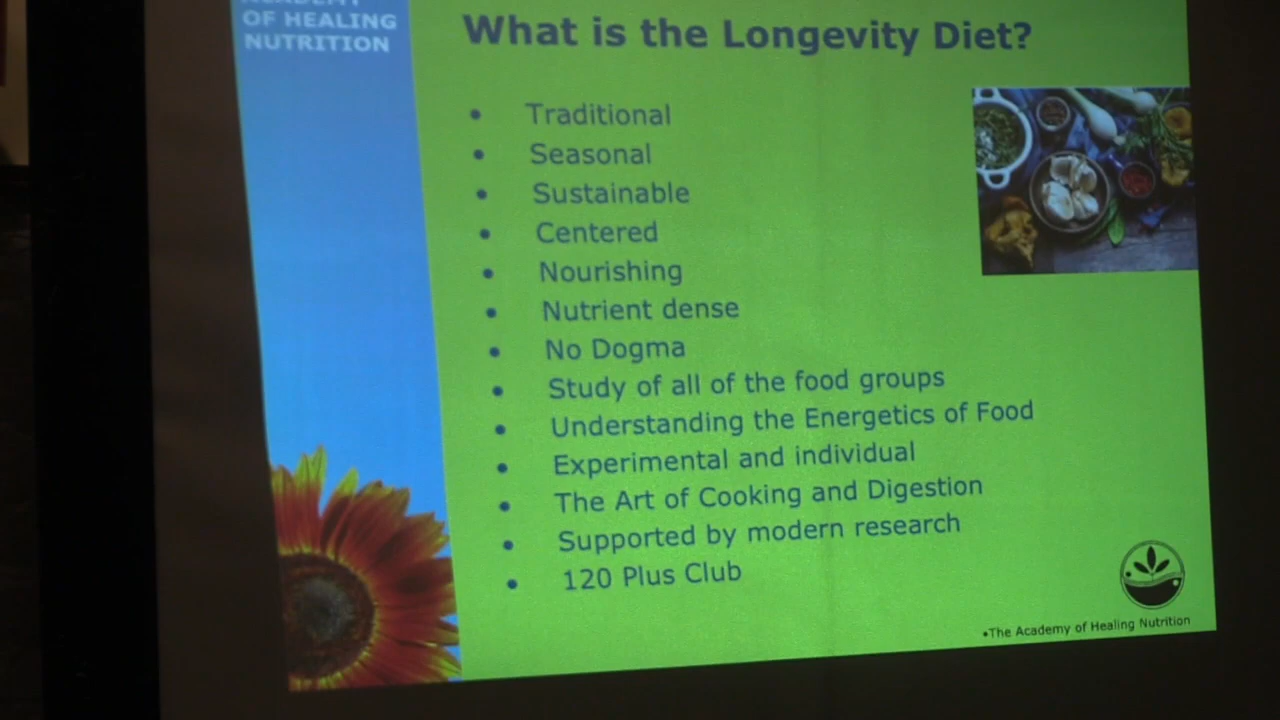 ACADEMY
OF HEALING
NUTRITION
What is the Longevity Diet?
• Traditional
• Seasonal
• Sustainable
• Centered
• Nourishing
• Nutrient dense
• No Dogma
• Study of all of the food groups
• Understanding the Energetics of Food
• Experimental and individual
• The Art of Cooking and Digestion
• Supported by modern research
• 120 Plus Club
•The Academy of Healing Nutrition